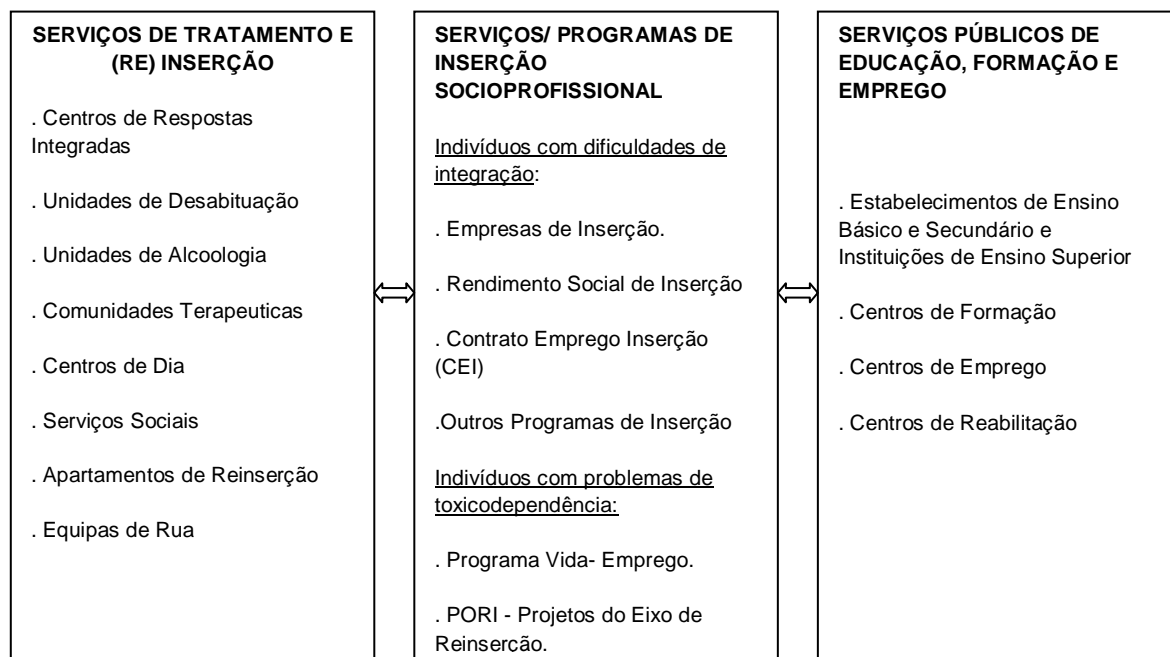 SERVIÇOS DE TRATAMENTO E
(RE) INSERÇÃO
. Centros de Respostas
Integradas
. Unidades de Desabituação
. Unidades de Alcoologia
. Comunidades Terapeuticas
. Centros de Dia
. Serviços Sociais
. Apartamentos de Reinserção
. Equipas de Rua
SERVIÇOS/ PROGRAMAS DE
INSERÇÃO
SOCIOPROFISSIONAL
Indivíduos com dificuldades de
integração:
. Empresas de Inserção.
. Rendimento Social de Inserção
. Contrato Emprego Inserção
(CEI)
.Outros Programas de Inserção
Indivíduos com problemas de
toxicodependência:
. Programa Vida- Emprego.
. PORI - Projetos do Eixo de
Reinserção.
SERVIÇOS PÚBLICOS DE
EDUCAÇÃO, FORMAÇÃO E
EMPREGO
. Estabelecimentos de Ensino
Básico e Secundário e
Instituições de Ensino Superior
. Centros de Formação
. Centros de Emprego
. Centros de Reabilitação